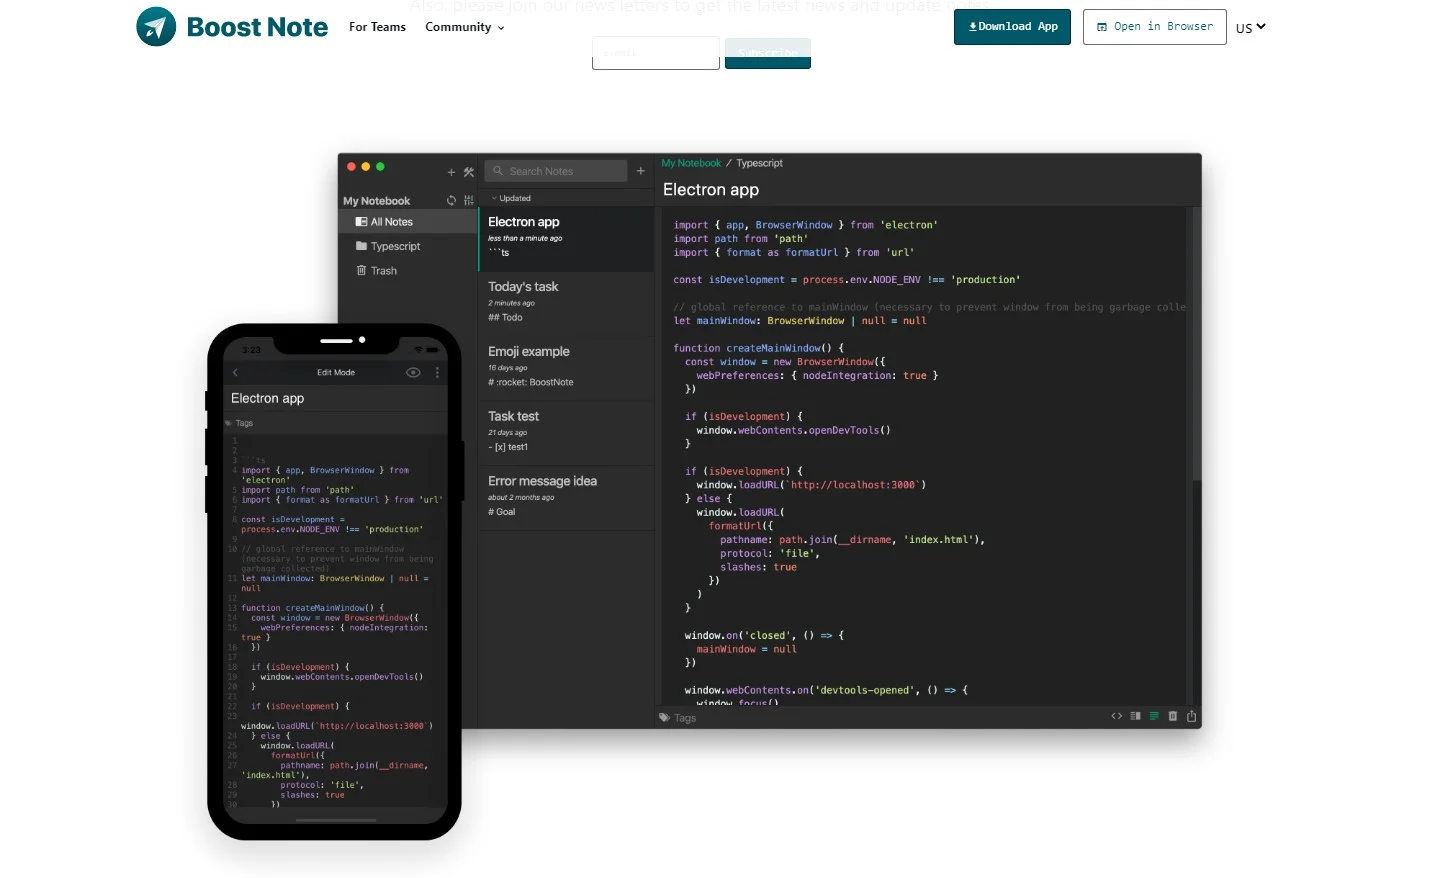 Also, please join our news letters to get the latest news and update notes.
Boost Note
For Teams
Community
Download App
Open in Browser
US
Email
Subscribe
My Notebook
All Notes
Typescript
Trash
Search Notes
Updated
Electron app
less than a minute ago
```ts
Today's task
2 minutes ago
## Todo
Emoji example
16 days ago
# :rocket: BoostNote
Task test
21 days ago
- [x] test1
Error message idea
about 2 months ago
# Goal
My Notebook / Typescript
Electron app
import { app, BrowserWindow } from 'electron'
import path from 'path'
import { format as formatUrl } from 'url'
const isDevelopment = process.env.NODE_ENV !== 'production'
// global reference to mainWindow (necessary to prevent window from being garbage colle
let mainWindow: BrowserWindow | null = null
function createMainWindow() {
const window = new BrowserWindow({
webPreferences: { nodeIntegration: true }
})
if (isDevelopment) {
window.webContents.openDevTools()
}
if (isDevelopment) {
window.loadURL(`http://localhost:3000`)
} else {
window.loadURL(
formatUrl({
pathname: path.join(__dirname, 'index.html'),
protocol: 'file',
slashes: true
})
)
}
window.on('closed', () => {
mainWindow = null
})
window.webContents.on('devtools-opened', () => {
window.focus()
Tags
3:23
Edit Mode
Electron app
Tags
1
2
3 ```ts
4 import { app, BrowserWindow } from
'electron'
5 import path from 'path'
6 import { format as formatUrl } from 'url'
7
8 const isDevelopment =
process.env.NODE_ENV !== 'production'
9
10 // global reference to mainWindow
(necessary to prevent window from being
garbage collected)
11 let mainWindow: BrowserWindow | null =
null
12
13 function createMainWindow() {
14 const window = new BrowserWindow({
15 webPreferences: { nodeIntegration:
true }
16 })
17
18 if (isDevelopment) {
19 window.webContents.openDevTools()
20 }
21
22 if (isDevelopment) {
23
window.loadURL(`http://localhost:3000`)
24 } else {
25 window.loadURL(
26 formatUrl({
27 pathname: path.join(__dirname,
'index.html'),
28 protocol: 'file',
29 slashes: true
30 })